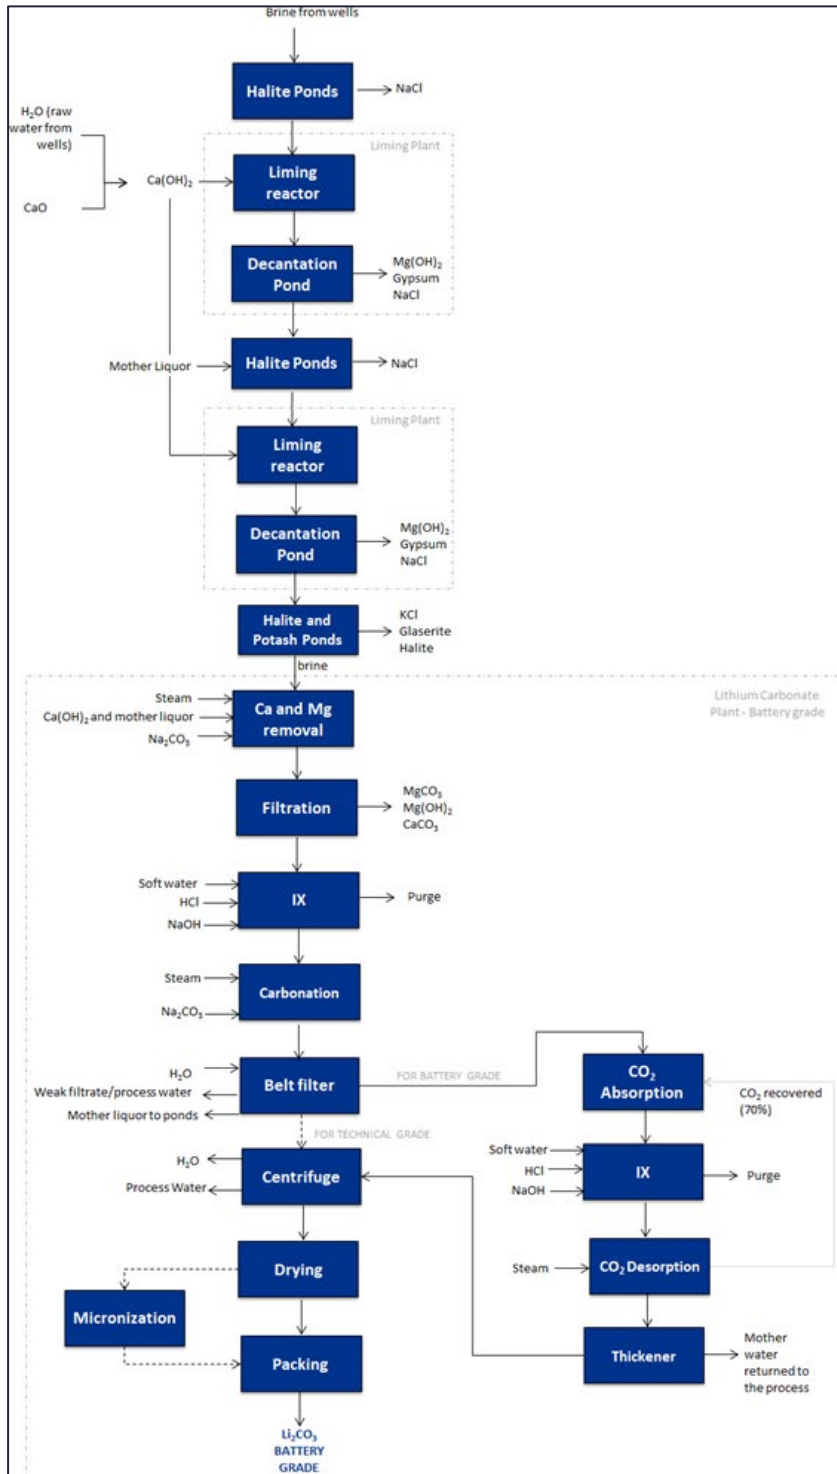 Brine from wells
Halite Ponds
NaCl
H₂O (raw
water from
wells)
Liming Plant
Ca(OH)₂
Liming
reactor
CaO
Decantation
Pond
Mg(OH)₂
Gypsum
NaCl
Mother Liquor
Halite Ponds
NaCl
Liming Plant
Liming
reactor
Decantation
Pond
Mg(OH)₂
Gypsum
NaCl
Halite and
Potash Ponds
KCl
Glaserite
Halite
brine
Lithium Carbonate
Plant - Battery grade
Steam
Ca(OH)₂ and mother liquor
Na₂CO₃
Ca and Mg
removal
Filtration
MgCO₃
Mg(OH)₂
CaCO₃
Soft water
HCl
NaOH
IX
Purge
Steam
Na₂CO₃
Carbonation
H₂O
Weak filtrate/process water
Mother liquor to ponds
Belt filter
FOR BATTERY GRADE
CO₂
Absorption
CO₂ recovered
(70%)
FOR TECHNICAL GRADE
H₂O
Process Water
Centrifuge
Soft water
HCl
NaOH
IX
Purge
Drying
Steam
CO₂ Desorption
Micronization
Packing
Thickener
Mother
water
returned to
the process
Li₂CO₃
BATTERY
GRADE